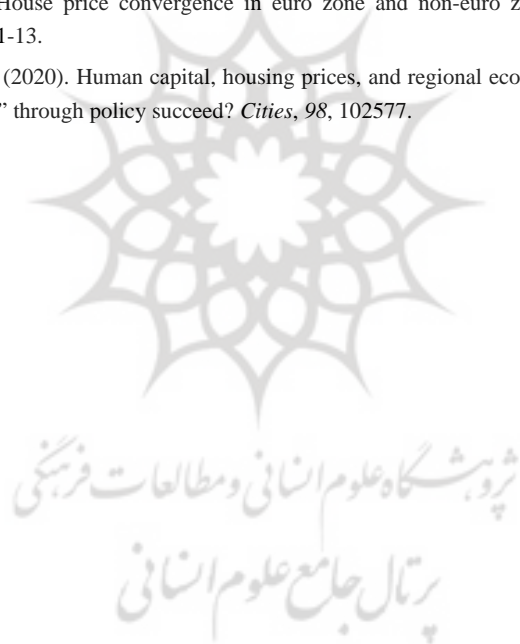 House price convergence in euro zone and non-euro z
1-13.
(2020). Human capital, housing prices, and regional eco
” through policy succeed? Cities, 98, 102577.
پژوهشگاه علوم انسانی و مطالعات فرهنگی
پرتال جامع علوم انسانی